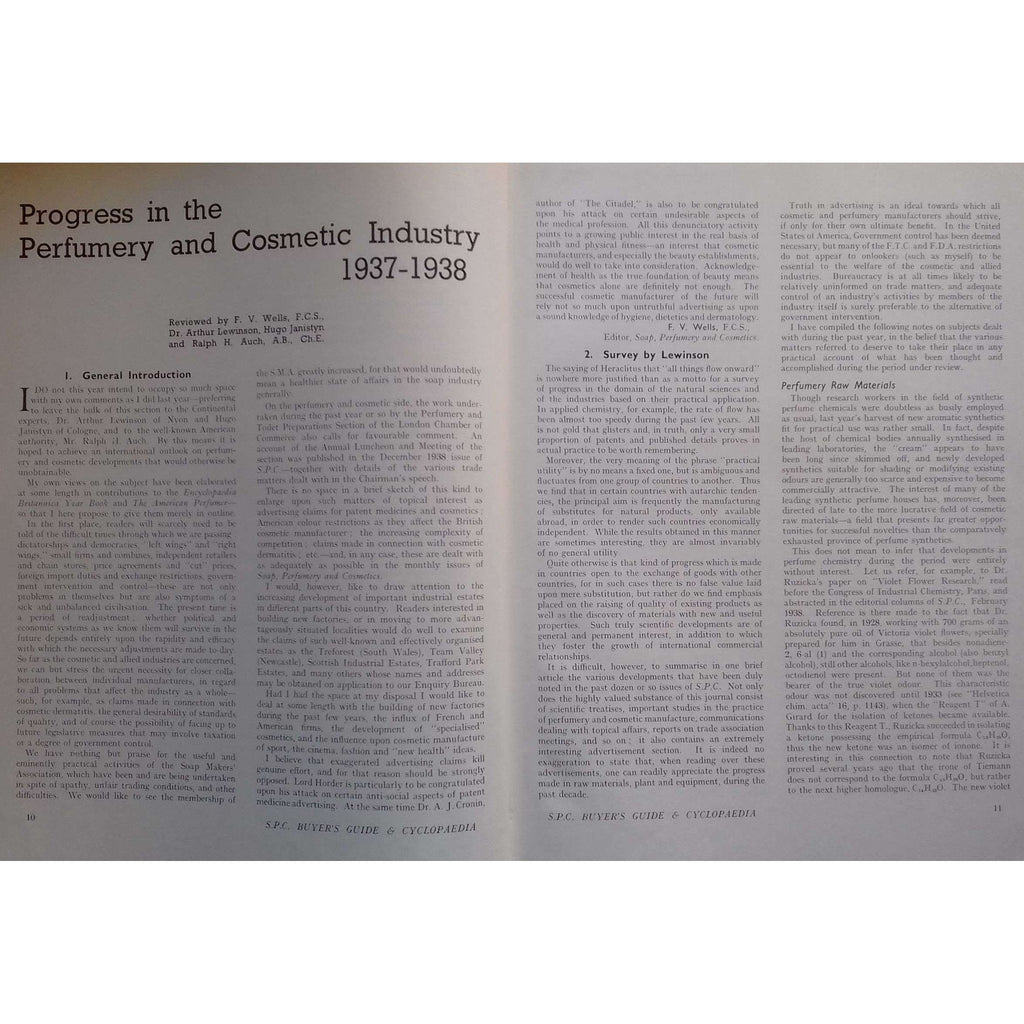 Progress in the
Perfumery and Cosmetic Industry
1937-1938
Reviewed by F. V. Wells, F.C.S.,
Dr. Arthur Lewinson, Hugo Janistyn
and Ralph H. Auch, A.B., Ch.E.
1. General Introduction
I DO not this year intend to occupy so much space
with my own comments as I did last year—preferring
to leave the bulk of this section to the Continental
experts, Dr. Arthur Lewinson of Nyon and Hugo
Janistyn of Cologne, and to the well-known American
authority, Mr. Ralph H. Auch. By this means it is
hoped to achieve an international outlook on perfum-
ery and cosmetic developments that would otherwise be
unobtainable.
My own views on the subject have been elaborated
at some length in contributions to the Encyclopaedia
Britannica Year Book and The American Perfumer—
so that I here propose to give them merely in outline.
In the first place, readers will scarcely need to be
told of the difficult times through which we are passing:
dictatorships and democracies, "left wings" and "right
wings," small firms and combines, independent retailers
and chain stores, price agreements and "cut" prices,
foreign import duties and exchange restrictions, govern-
ment intervention and control—these are not only
problems in themselves but are also symptoms of a
sick and unbalanced civilisation. The present time is
a period of readjustment; whether political and
economic systems as we know them will survive in the
future depends entirely upon the rapidity and efficacy
with which the necessary adjustments are made to-day.
So far as the cosmetic and allied industries are concerned,
we can but stress the urgent necessity for closer colla-
boration between individual manufacturers, in regard
to all problems that affect the industry as a whole—
such, for example, as claims made in connection with
cosmetic dermatitis, the general desirability of standards
of quality, and of course the possibility of facing up to
future legislative measures that may involve taxation
or a degree of government control.
We have nothing but praise for the useful and
eminently practical activities of the Soap Makers'
Association, which have been and are being undertaken
in spite of apathy, unfair trading conditions, and other
difficulties. We would like to see the membership of
10
the S.M.A. greatly increased, for that would undoubtedly
mean a healthier state of affairs in the soap industry
generally.
On the perfumery and cosmetic side, the work under-
taken during the past year or so by the Perfumery and
Toilet Preparations Section of the London Chamber of
Commerce also calls for favourable comment. An
account of the Annual Luncheon and Meeting of the
section was published in the December 1938 issue of
S.P.C.—together with details of the various trade
matters dealt with in the Chairman's speech.
There is no space in a brief sketch of this kind to
enlarge upon such matters of topical interest as
advertising claims for patent medicines and cosmetics;
American colour restrictions as they affect the British
cosmetic manufacturer; the increasing complexity of
competition; claims made in connection with cosmetic
dermatitis; etc.—and, in any case, these are dealt with
as adequately as possible in the monthly issues of
Soap, Perfumery and Cosmetics.
I would, however, like to draw attention to the
increasing development of important industrial estates
in different parts of this country. Readers interested in
building new factories, or in moving to more advan-
tageously situated localities would do well to examine
the claims of such well-known and effectively organised
estates as the Treforest (South Wales), Team Valley
(Newcastle), Scottish Industrial Estates, Trafford Park
Estates, and many others whose names and addresses
may be obtained on application to our Enquiry Bureau.
Had I had the space at my disposal I would like to
deal at some length with the building of new factories
during the past few years, the influx of French and
American firms, the development of "specialised"
cosmetics, and the influence upon cosmetic manufacture
of sport, the cinema, fashion and "new health" ideas.
I believe that exaggerated advertising claims kill
genuine effort, and for that reason should be strongly
opposed. Lord Horder is particularly to be congratulated
upon his attack on certain anti-social aspects of patent
medicine advertising. At the same time Dr. A. J. Cronin,
S.P.C. BUYER'S GUIDE & CYCLOPAEDIA
author of "The Citadel," is also to be congratulated
upon his attack on certain undesirable aspects of
the medical profession. All this denunciatory activity
points to a growing public interest in the real basis of
health and physical fitness—an interest that cosmetic
manufacturers, and especially the beauty establishments,
would do well to take into consideration. Acknowledge-
ment of health as the true foundation of beauty means
that cosmetics alone are definitely not enough. The
successful cosmetic manufacturer of the future will
rely not so much upon untruthful advertising as upon
a sound knowledge of hygiene, dietetics and dermatology.
F. V. Wells, F.C.S.,
Editor, Soap, Perfumery and Cosmetics.
2. Survey by Lewinson
The saying of Heraclitus that "all things flow onward"
is nowhere more justified than as a motto for a survey
of progress in the domain of the natural sciences and
of the industries based on their practical application.
In applied chemistry, for example, the rate of flow has
been almost too speedy during the past few years. All
is not gold that glisters and, in truth, only a very small
proportion of patents and published details proves in
actual practice to be worth remembering.
Moreover, the very meaning of the phrase "practical
utility" is by no means a fixed one, but is ambiguous and
fluctuates from one group of countries to another. Thus
we find that in certain countries with autarchic tenden-
cies, the principal aim is frequently the manufacturing
of substitutes for natural products, only available
abroad, in order to render such countries economically
independent. While the results obtained in this manner
are sometimes interesting, they are almost invariably
of no general utility.
Quite otherwise is that kind of progress which is made
in countries open to the exchange of goods with other
countries, for in such cases there is no false value laid
upon mere substitution, but rather do we find emphasis
placed on the raising of quality of existing products as
well as the discovery of materials with new and useful
properties. Such truly scientific developments are of
general and permanent interest, in addition to which
they foster the growth of international commercial
relationships.
It is difficult, however, to summarise in one brief
article the various developments that have been duly
noted in the past dozen or so issues of S.P.C. Not only
does the highly valued substance of this journal consist
of scientific treatises, important studies in the practice
of perfumery and cosmetic manufacture, communications
dealing with topical affairs, reports on trade association
meetings, and so on; it also contains an extremely
interesting advertisement section. It is indeed no
exaggeration to state that, when reading over these
advertisements, one can readily appreciate the progress
made in raw materials, plant and equipment, during the
past decade.
S.P.C. BUYER'S GUIDE & CYCLOPAEDIA
Truth in advertising is an ideal towards which all
cosmetic and perfumery manufacturers should strive,
if only for their own ultimate benefit. In the United
States of America, Government control has been deemed
necessary, but many of the F.T.C. and F.D.A. restrictions
do not appear to onlookers (such as myself) to be
essential to the welfare of the cosmetic and allied
industries. Bureaucracy is at all times likely to be
relatively uninformed on trade matters, and adequate
control of an industry's activities by members of the
industry itself is surely preferable to the alternative of
government intervention.
I have compiled the following notes on subjects dealt
with during the past year, in the belief that the various
matters referred to deserve to take their place in any
practical account of what has been thought and
accomplished during the period under review.
Perfumery Raw Materials
Though research workers in the field of synthetic
perfume chemicals were doubtless as busily employed
as usual, last year's harvest of new aromatic synthetics
fit for practical use was rather small. In fact, despite
the host of chemical bodies annually synthesised in
leading laboratories, the "cream" appears to have
been long since skimmed off, and newly developed
synthetics suitable for shading or modifying existing
odours are generally too scarce and expensive to become
commercially attractive. The interest of many of the
leading synthetic perfume houses has, moreover, been
directed of late to the more lucrative field of cosmetic
raw materials—a field that presents far greater oppor-
tunities for successful novelties than the comparatively
exhausted province of perfume synthetics.
This does not mean to infer that developments in
perfume chemistry during the period were entirely
without interest. Let us refer, for example, to Dr.
Ruzicka's paper on "Violet Flower Research," read
before the Congress of Industrial Chemistry, Paris, and
abstracted in the editorial columns of S.P.C., February
1938. Reference is there made to the fact that Dr.
Ruzicka found, in 1928, working with 700 grams of an
absolutely pure oil of Victoria violet flowers, specially
prepared for him in Grasse, that besides nonadiene-
2, 6-al (1) and the corresponding alcohol (also benzyl
alcohol), still other alcohols, like n-hexylalcohol, heptenol,
octodienol were present. But none of them was the
bearer of the true violet odour. This characteristic
odour was not discovered until 1933 (see "Helvetica
chim. acta" 16, p. 1143), when the "Reagent T" of A.
Girard for the isolation of ketones became available.
Thanks to this Reagent T., Ruzicka succeeded in isolating
a ketone possessing the empirical formula C₁₃H₂₀O,
thus the new ketone was an isomer of ionone. It is
interesting in this connection to note that Ruzicka
proved several years ago that the irone of Tiemann
does not correspond to the formula C₁₃H₂₀O, but rather
to the next higher homologue, C₁₄H₂₂O. The new violet
11